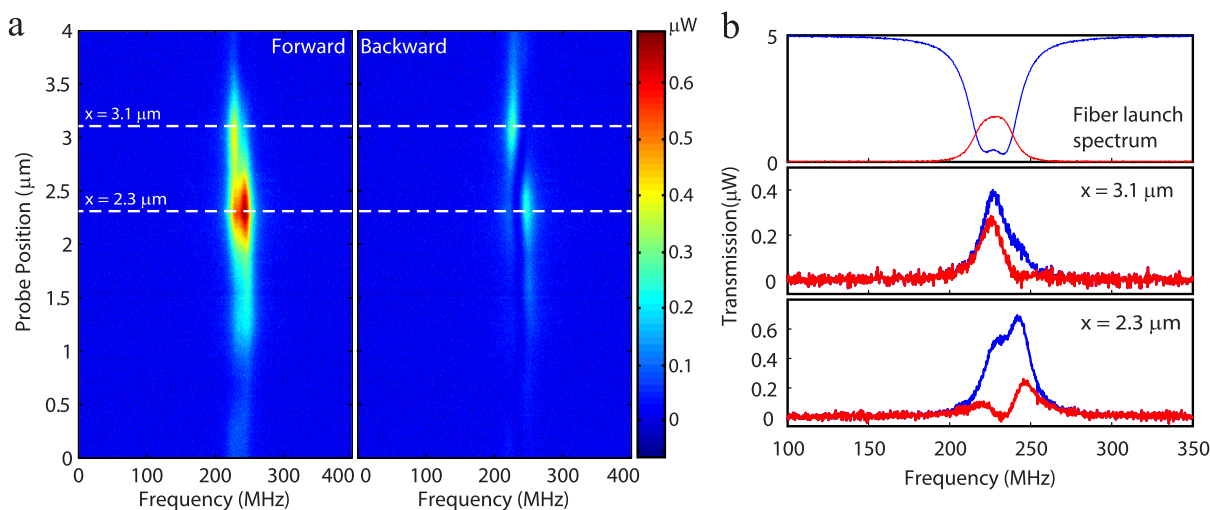 a
Forward
Backward
μW
4
3.5
3
2.5
2
1.5
1
0.5
0
x = 3.1 μm
x = 2.3 μm
Probe Position (μm)
0 100 200 300 400
0 100 200 300 400
Frequency (MHz)
Frequency (MHz)
0.6
0.5
0.4
0.3
0.2
0.1
0
b
5
0
Fiber launch
spectrum
0.4
0.2
0
x = 3.1 μm
0.6
0.4
0.2
0
x = 2.3 μm
Transmission(μW)
100 150 200 250 300 350
Frequency (MHz)